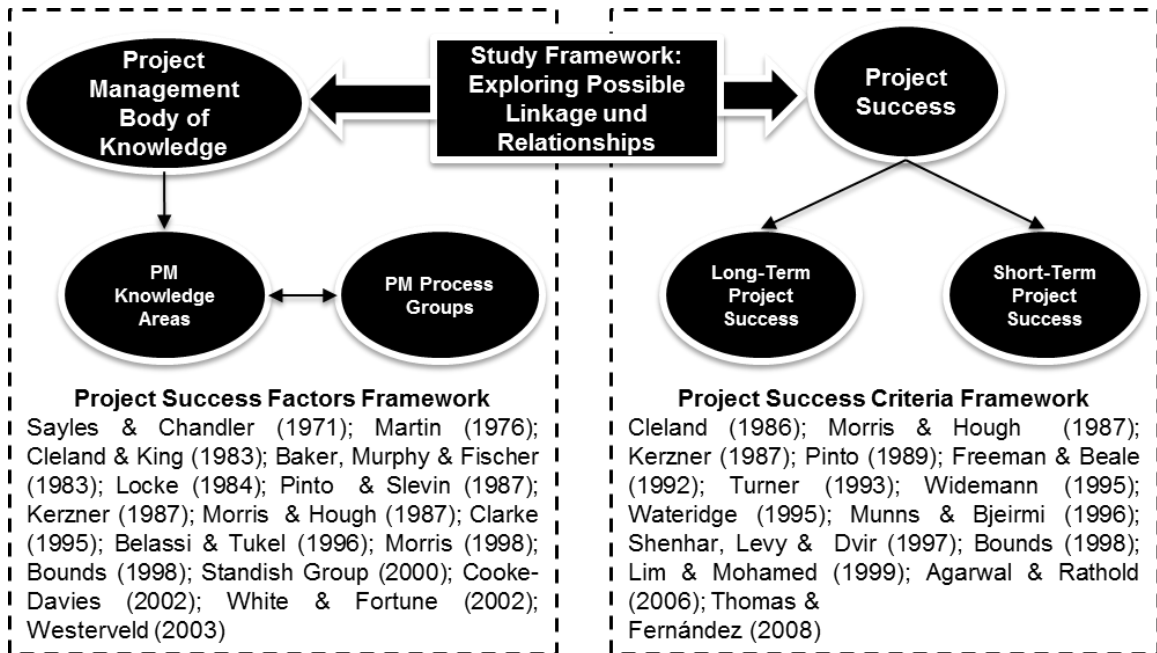 Project
Management
Body of
Knowledge
Study Framework:
Exploring Possible
Linkage und
Relationships
Project
Success
PM
Knowledge
Areas
PM Process
Groups
Long-Term
Project
Success
Short-Term
Project
Success
Project Success Factors Framework
Sayles & Chandler (1971); Martin (1976);
Cleland & King (1983); Baker, Murphy & Fischer
(1983); Locke (1984); Pinto & Slevin (1987);
Kerzner (1987); Morris & Hough (1987); Clarke
(1995); Belassi & Tukel (1996); Morris (1998);
Bounds (1998); Standish Group (2000); Cooke-
Davies (2002); White & Fortune (2002);
Westerveld (2003)
Project Success Criteria Framework
Cleland (1986); Morris & Hough (1987);
Kerzner (1987); Pinto (1989); Freeman & Beale
(1992); Turner (1993); Widemann (1995);
Wateridge (1995); Munns & Bjeirmi (1996);
Shenhar, Levy & Dvir (1997); Bounds (1998);
Lim & Mohamed (1999); Agarwal & Rathold
(2006); Thomas &
Fernández (2008)